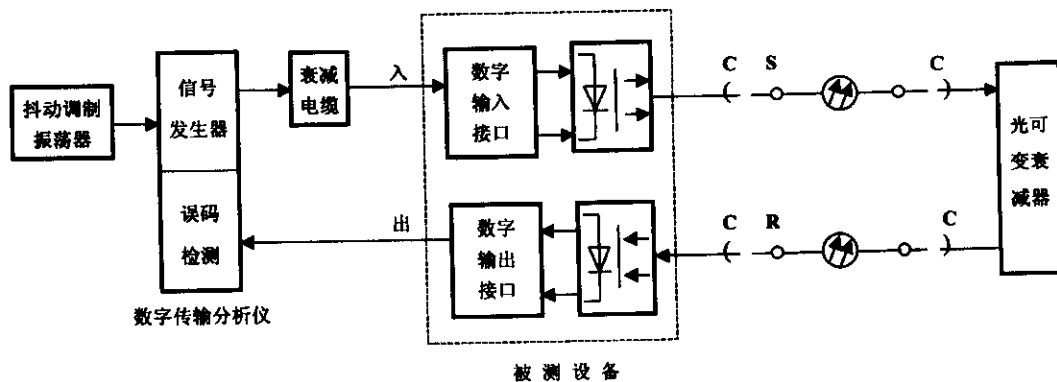 抖动调制
振荡器
信号
发生器
误码
检测
数字传输分析仪
衰减
电缆
入
出
数字
输入
接口
数字
输出
接口
被测设备
C S C
C R C
光可
变衰
减器